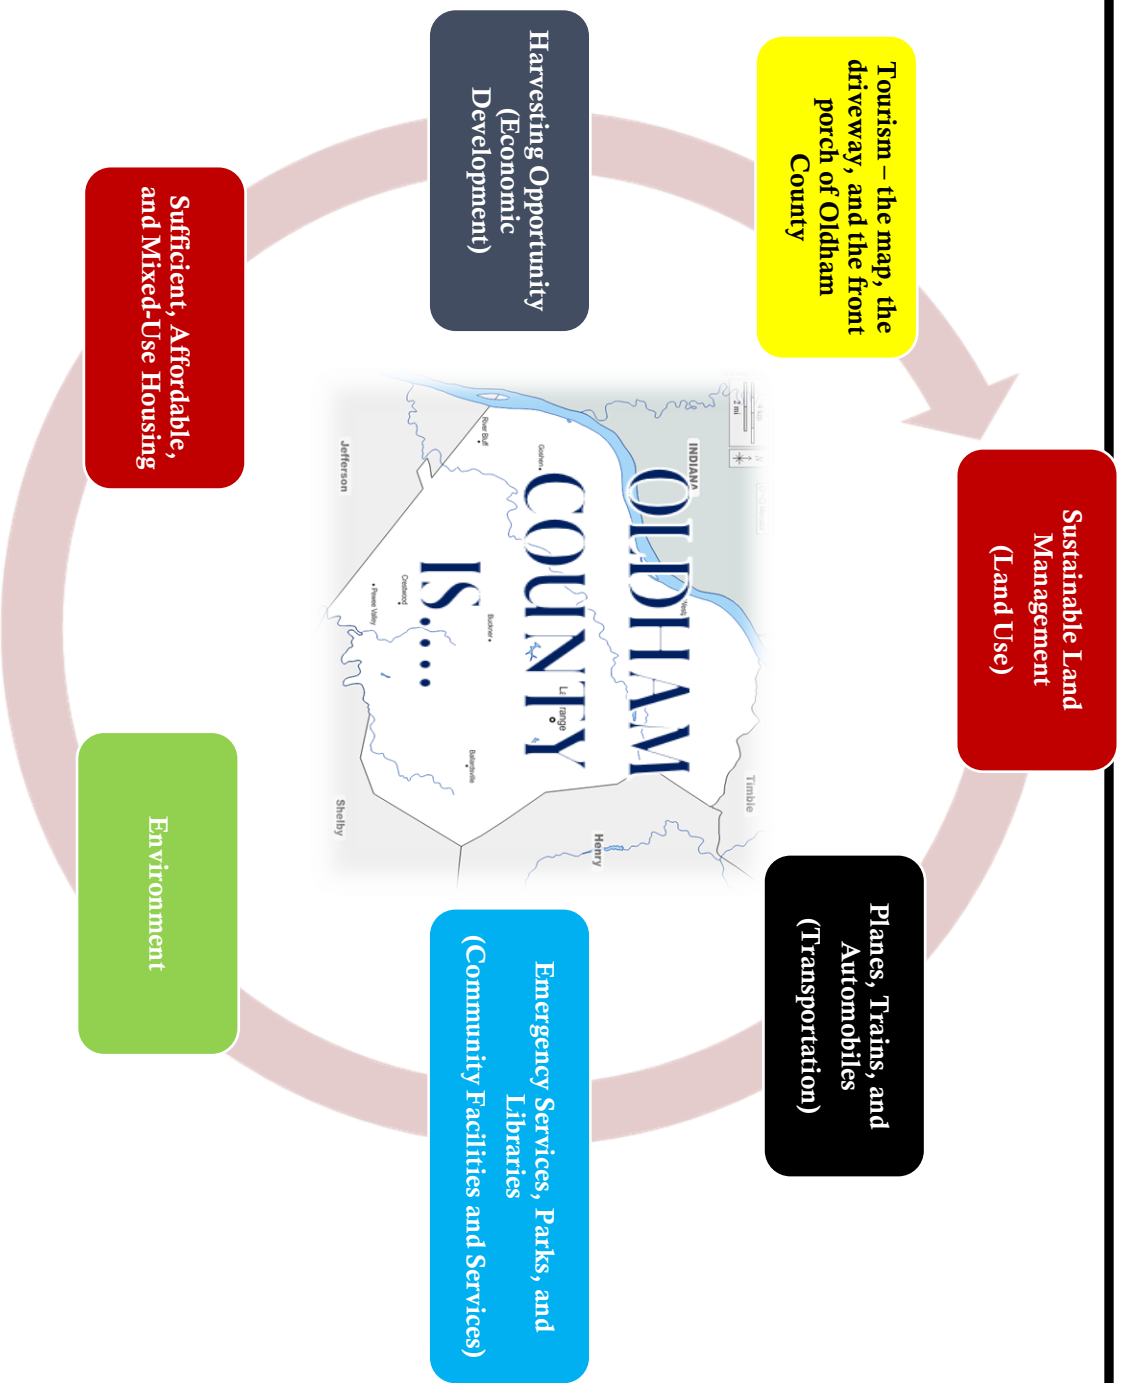 Sustainable Land
Management
(Land Use)
Planes, Trains, and
Automobiles
(Transportation)
Emergency Services, Parks, and
Libraries
(Community Facilities and Services)
Environment
Sufficient, Affordable,
and Mixed-Use Housing
Harvesting Opportunity
(Economic
Development)
Tourism – the map, the
driveway, and the front
porch of Oldham
County
OLDHAM
COUNTY
IS....
INDIANA
2 mi
Goshen
River Bluff
Jefferson
Crestwood
Pewee Valley
Buckner
Ballardsville
Shelby
Henry